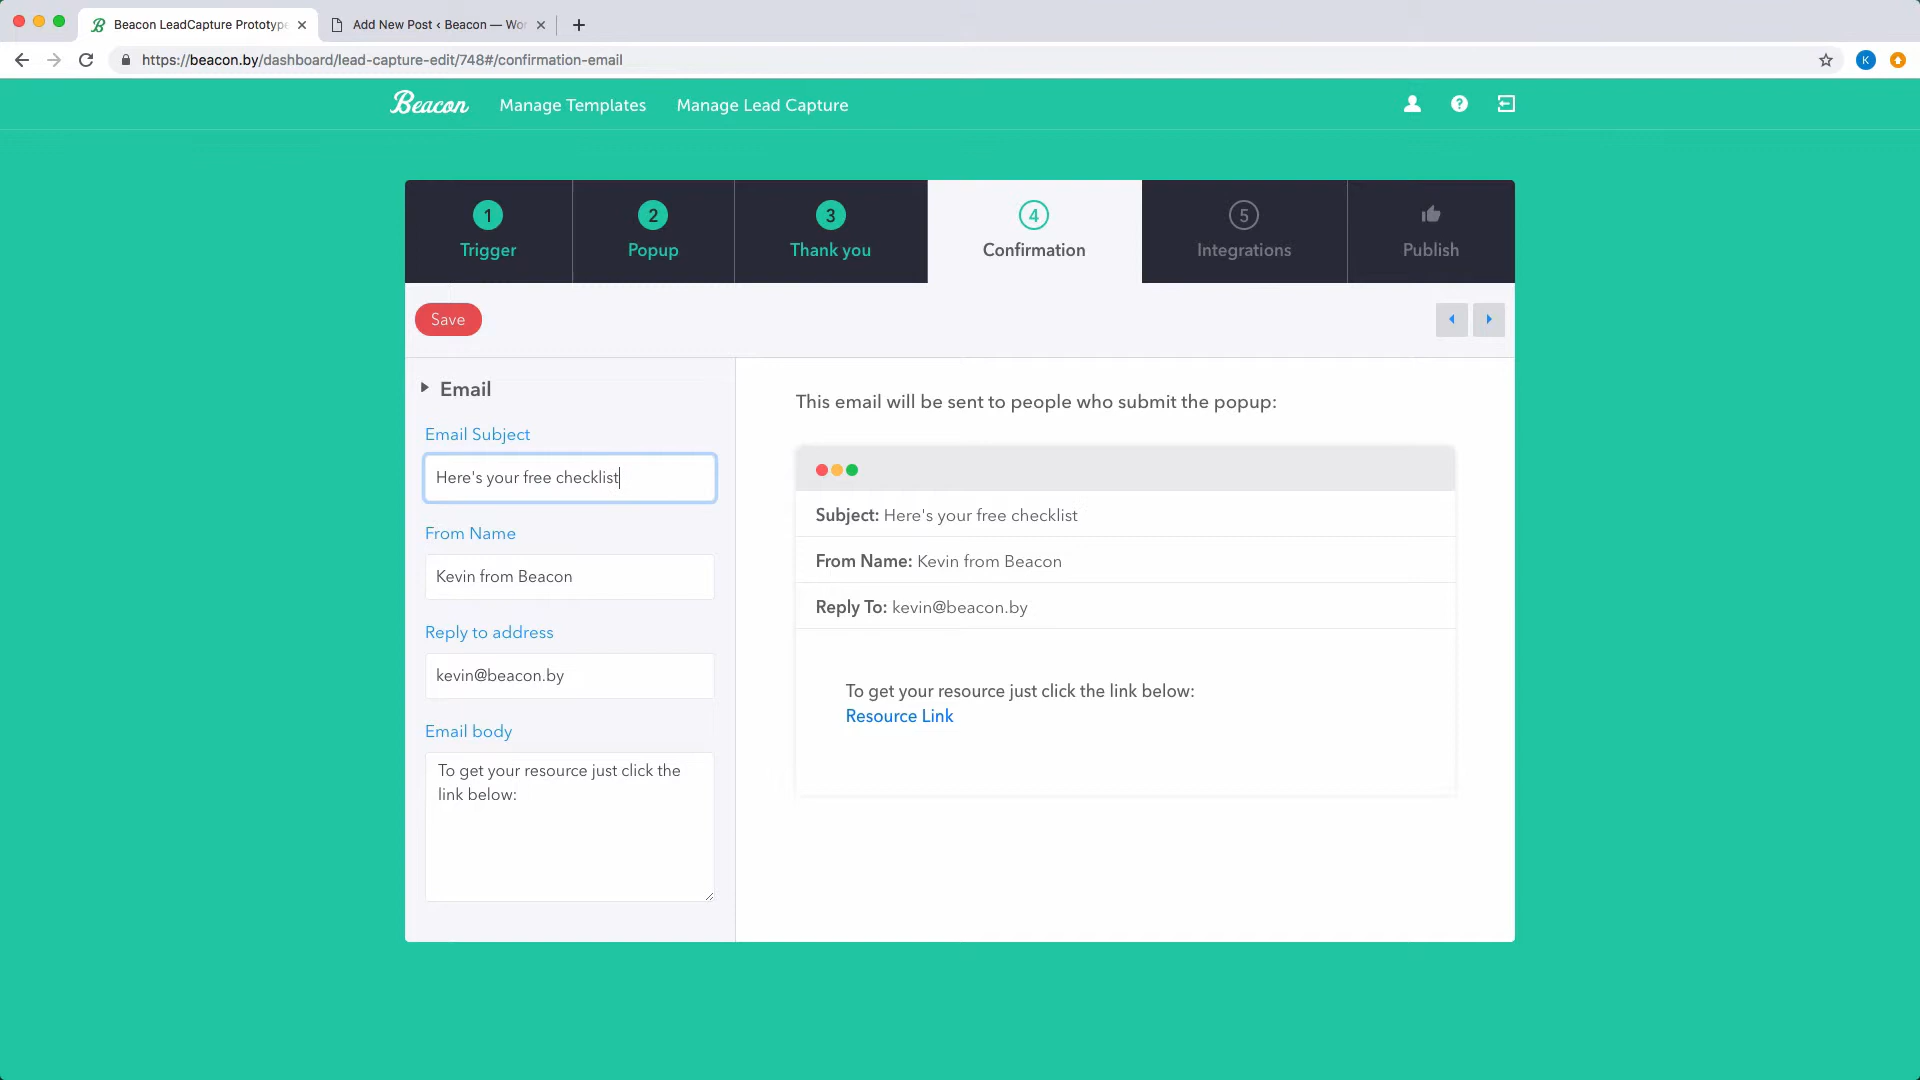 Beacon LeadCapture Prototype
Add New Post ‹ Beacon — Wor
https://beacon.by/dashboard/lead-capture-edit/748#/confirmation-email
K
Beacon
Manage Templates
Manage Lead Capture
1
2
3
4
5
Trigger
Popup
Thank you
Confirmation
Integrations
Publish
Save
Email
Email Subject
Here's your free checklist
From Name
Kevin from Beacon
Reply to address
kevin@beacon.by
Email body
To get your resource just click the
link below:
This email will be sent to people who submit the popup:
Subject: Here's your free checklist
From Name: Kevin from Beacon
Reply To: kevin@beacon.by
To get your resource just click the link below:
Resource Link